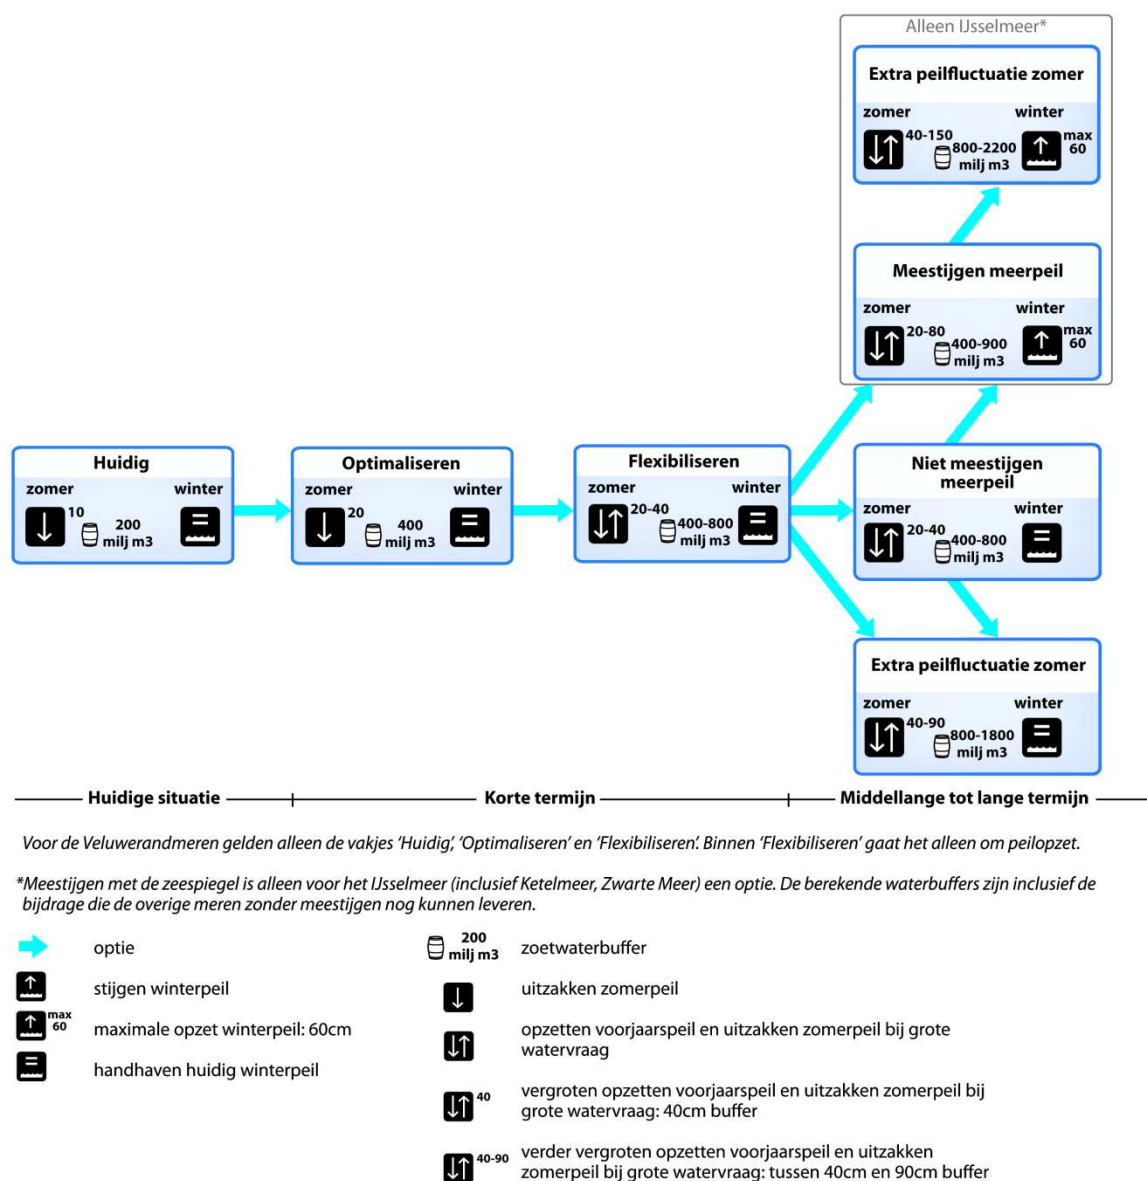 Alleen IJsselmeer*
Extra peilfluctuatie zomer
zomer winter
40-150 800-2200 milj m3 max 60
Meestijgen meerpeil
zomer winter
20-80 400-900 milj m3 max 60
Huidig
zomer winter
10 200 milj m3
Optimaliseren
zomer winter
20 400 milj m3
Flexibiliseren
zomer winter
20-40 400-800 milj m3
Niet meestijgen
meerpeil
zomer winter
20-40 400-800 milj m3
Extra peilfluctuatie zomer
zomer winter
40-90 800-1800 milj m3
Huidige situatie
Korte termijn
Middellange tot lange termijn
Voor de Veluwerandmeren gelden alleen de vakjes ‘Huidig’, ‘Optimaliseren’ en ‘Flexibiliseren’. Binnen ‘Flexibiliseren’ gaat het alleen om peilopzet.
*Meestijgen met de zeespiegel is alleen voor het IJsselmeer (inclusief Ketelmeer, Zwarte Meer) een optie. De berekende waterbuffers zijn inclusief de
bijdrage die de overige meren zonder meestijgen nog kunnen leveren.
optie
stijgen winterpeil
max 60 maximale opzet winterpeil: 60cm
handhaven huidig winterpeil
200 milj m3 zoetwaterbuffer
uitzakken zomerpeil
opzetten voorjaarspeil en uitzakken zomerpeil bij grote
watervraag
40 vergroten opzetten voorjaarspeil en uitzakken zomerpeil bij
grote watervraag: 40cm buffer
40-90 verder vergroten opzetten voorjaarspeil en uitzakken
zomerpeil bij grote watervraag: tussen 40cm en 90cm buffer